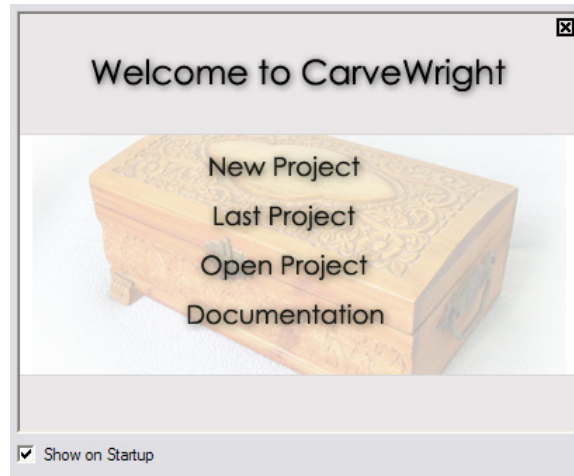 Welcome to CarveWright
New Project
Last Project
Open Project
Documentation
Show on Startup